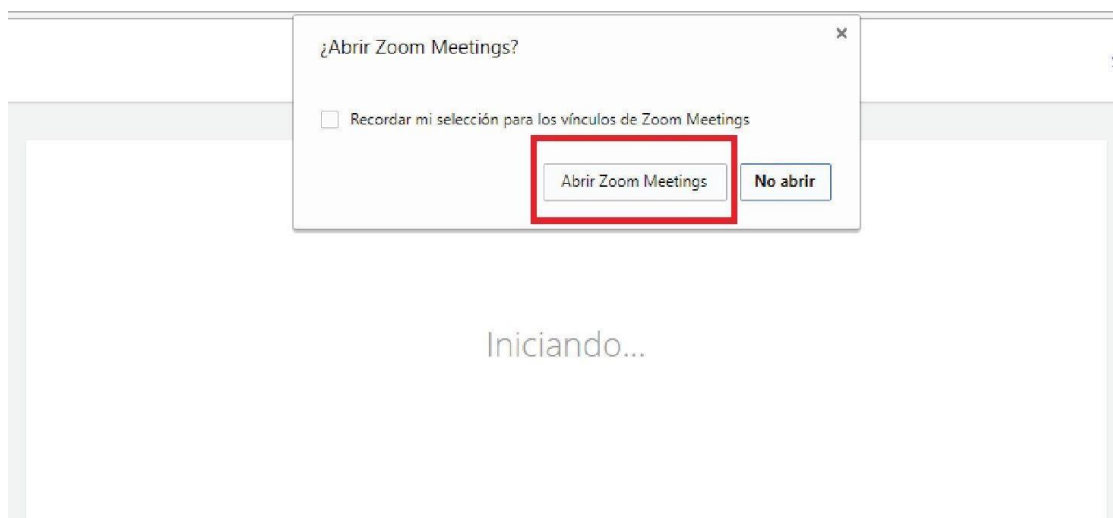 ¿Abrir Zoom Meetings?
Recordar mi selección para los vínculos de Zoom Meetings
Abrir Zoom Meetings
No abrir
Iniciando...